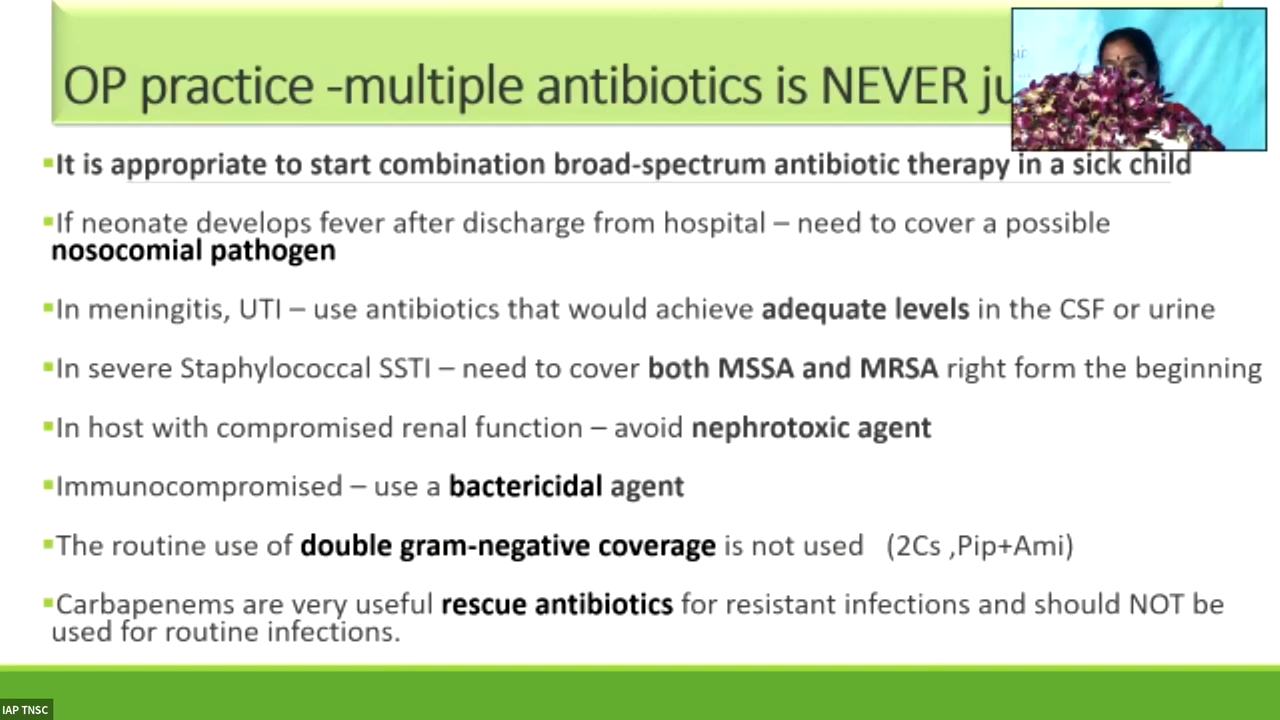 OP practice -multiple antibiotics is NEVER
▪It is appropriate to start combination broad-spectrum antibiotic therapy in a sick child
▪If neonate develops fever after discharge from hospital – need to cover a possible
nosocomial pathogen
▪In meningitis, UTI – use antibiotics that would achieve adequate levels in the CSF or urine
▪In severe Staphylococcal SSTI – need to cover both MSSA and MRSA right form the beginning
▪In host with compromised renal function – avoid nephrotoxic agent
▪Immunocompromised – use a bactericidal agent
▪The routine use of double gram-negative coverage is not used (2Cs ,Pip+Ami)
▪Carbapenems are very useful rescue antibiotics for resistant infections and should NOT be
used for routine infections.
IAP TNSC